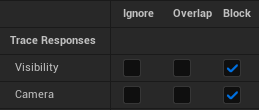 Ignore Overlap Block
Trace Responses
Visibility
Camera